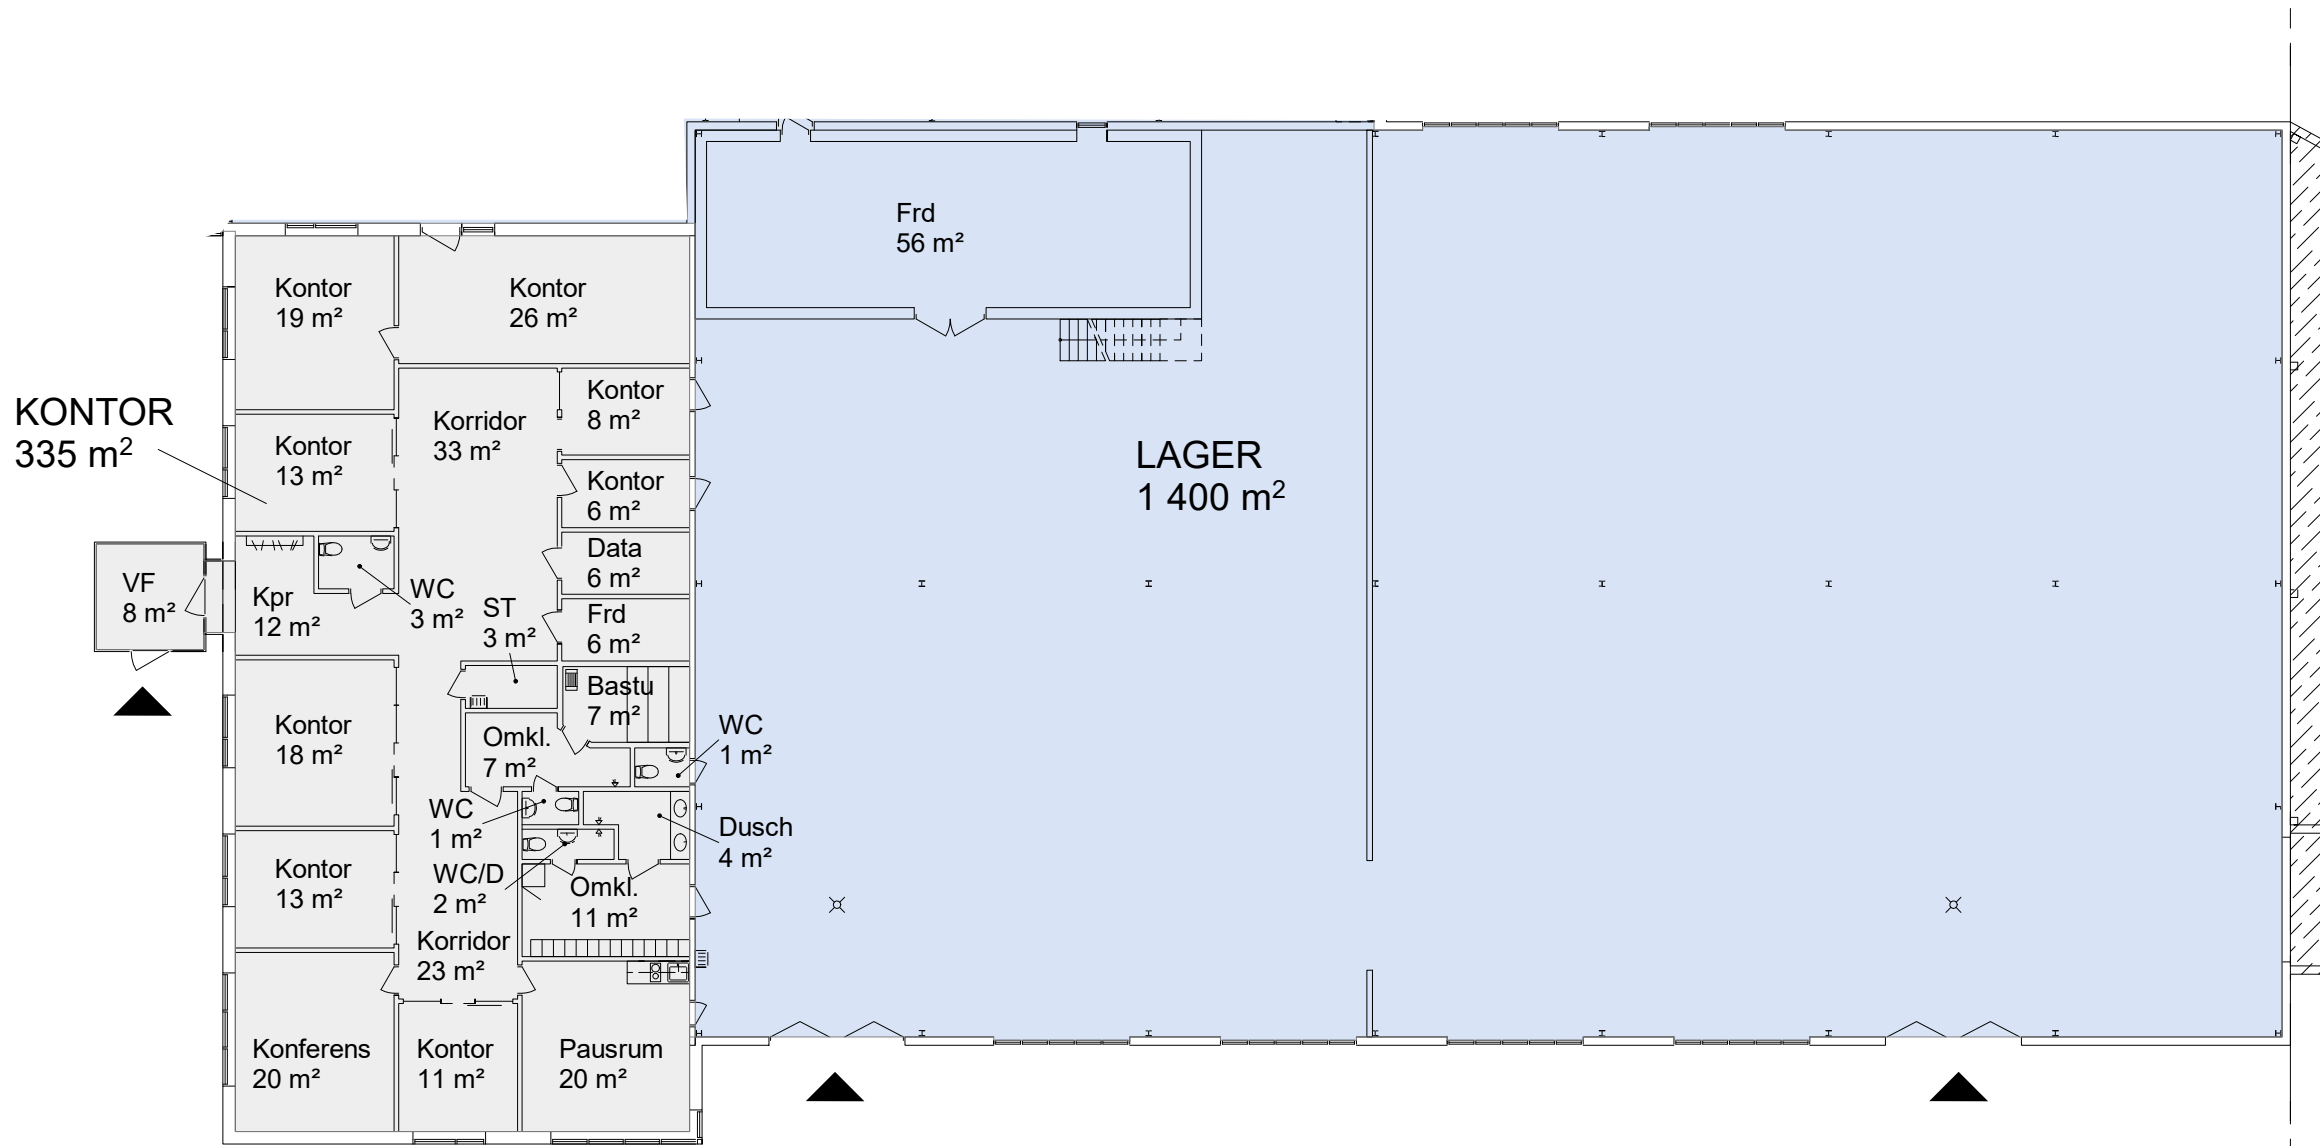 Frd
56 m²
Kontor
19 m²
Kontor
26 m²
KONTOR
335 m²
Kontor
8 m²
Korridor
33 m²
Kontor
13 m²
LAGER
1 400 m²
Kontor
6 m²
Data
6 m²
VF
8 m²
Kpr
12 m²
WC
3 m²
ST
3 m²
Frd
6 m²
Bastu
7 m²
Kontor
18 m²
Omkl.
7 m²
WC
1 m²
WC
1 m²
Dusch
4 m²
Kontor
13 m²
WC/D
2 m²
Omkl.
11 m²
Korridor
23 m²
Konferens
20 m²
Kontor
11 m²
Pausrum
20 m²